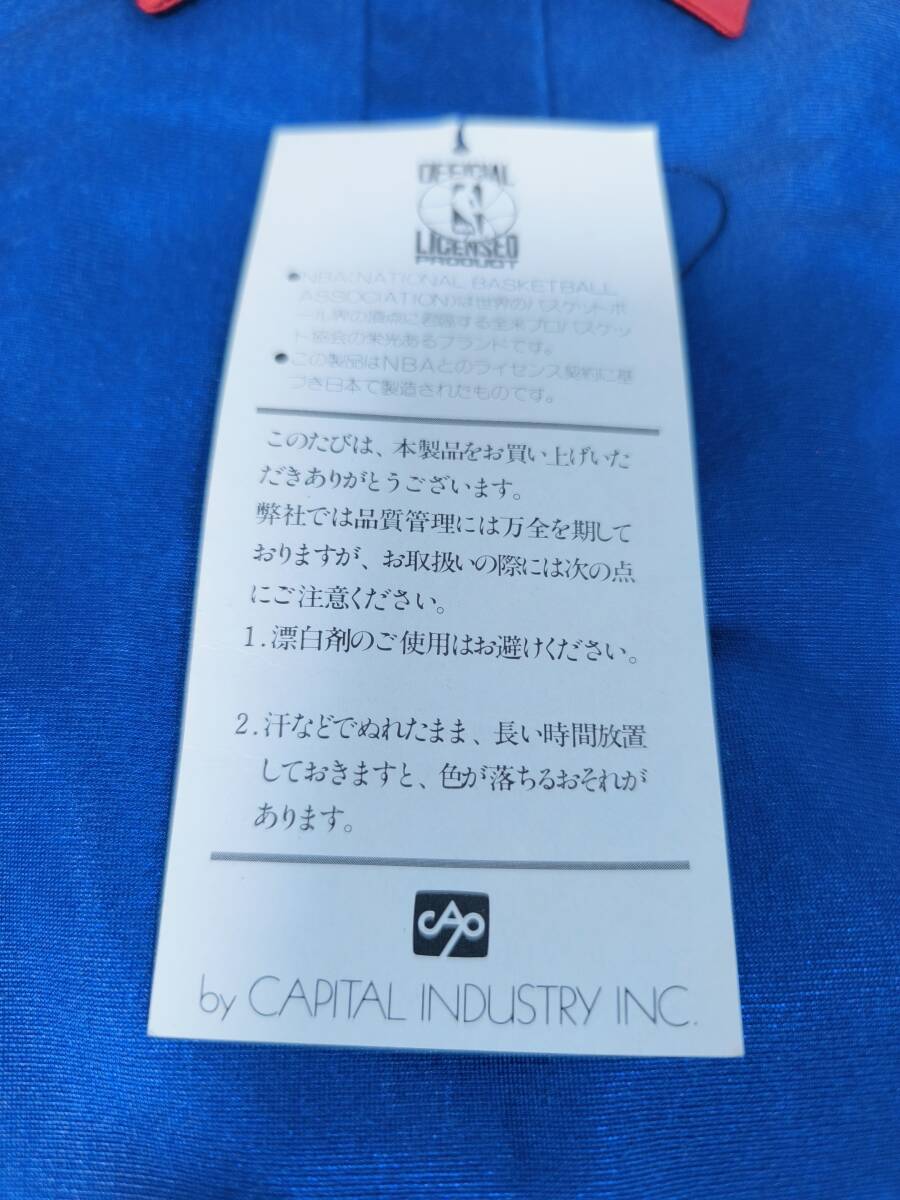 OFFICIAL
LICENSED
PRODUCT
●NBA(NATIONAL BASKETBALL
ASSOCIATION)は世界のバスケットボ
ール界の頂点に君臨する全米プロバスケッ
ト協会の栄光あるブランドです。
●この製品はNBAとのライセンス契約に基
づき日本で製造されたものです。
このたびは、本製品をお買い上げいた
だきありがとうございます。
弊社では品質管理には万全を期して
おりますが、お取扱いの際には次の点
にご注意ください。
1.漂白剤のご使用はお避けください。
2.汗などでぬれたまま、長い時間放置
しておきますと、色が落ちるおそれが
あります。
CAP
by CAPITAL INDUSTRY INC.